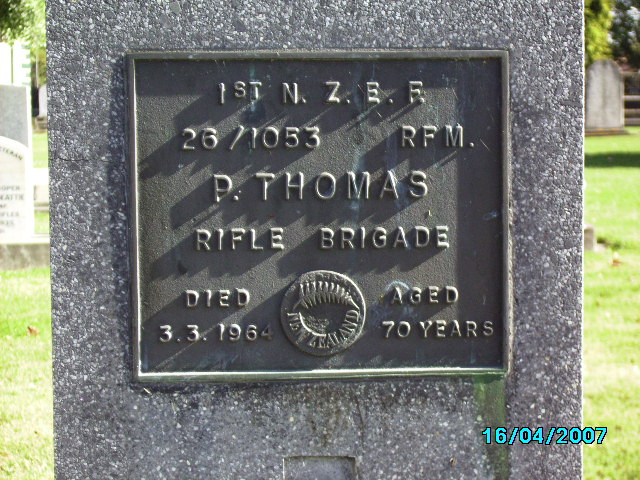 1ST N. Z. E. F.
26/1053 RFM.
P. THOMAS
RIFLE BRIGADE
DIED AGED
3.3.1964 70 YEARS
NEW ZEALAND
16/04/2007